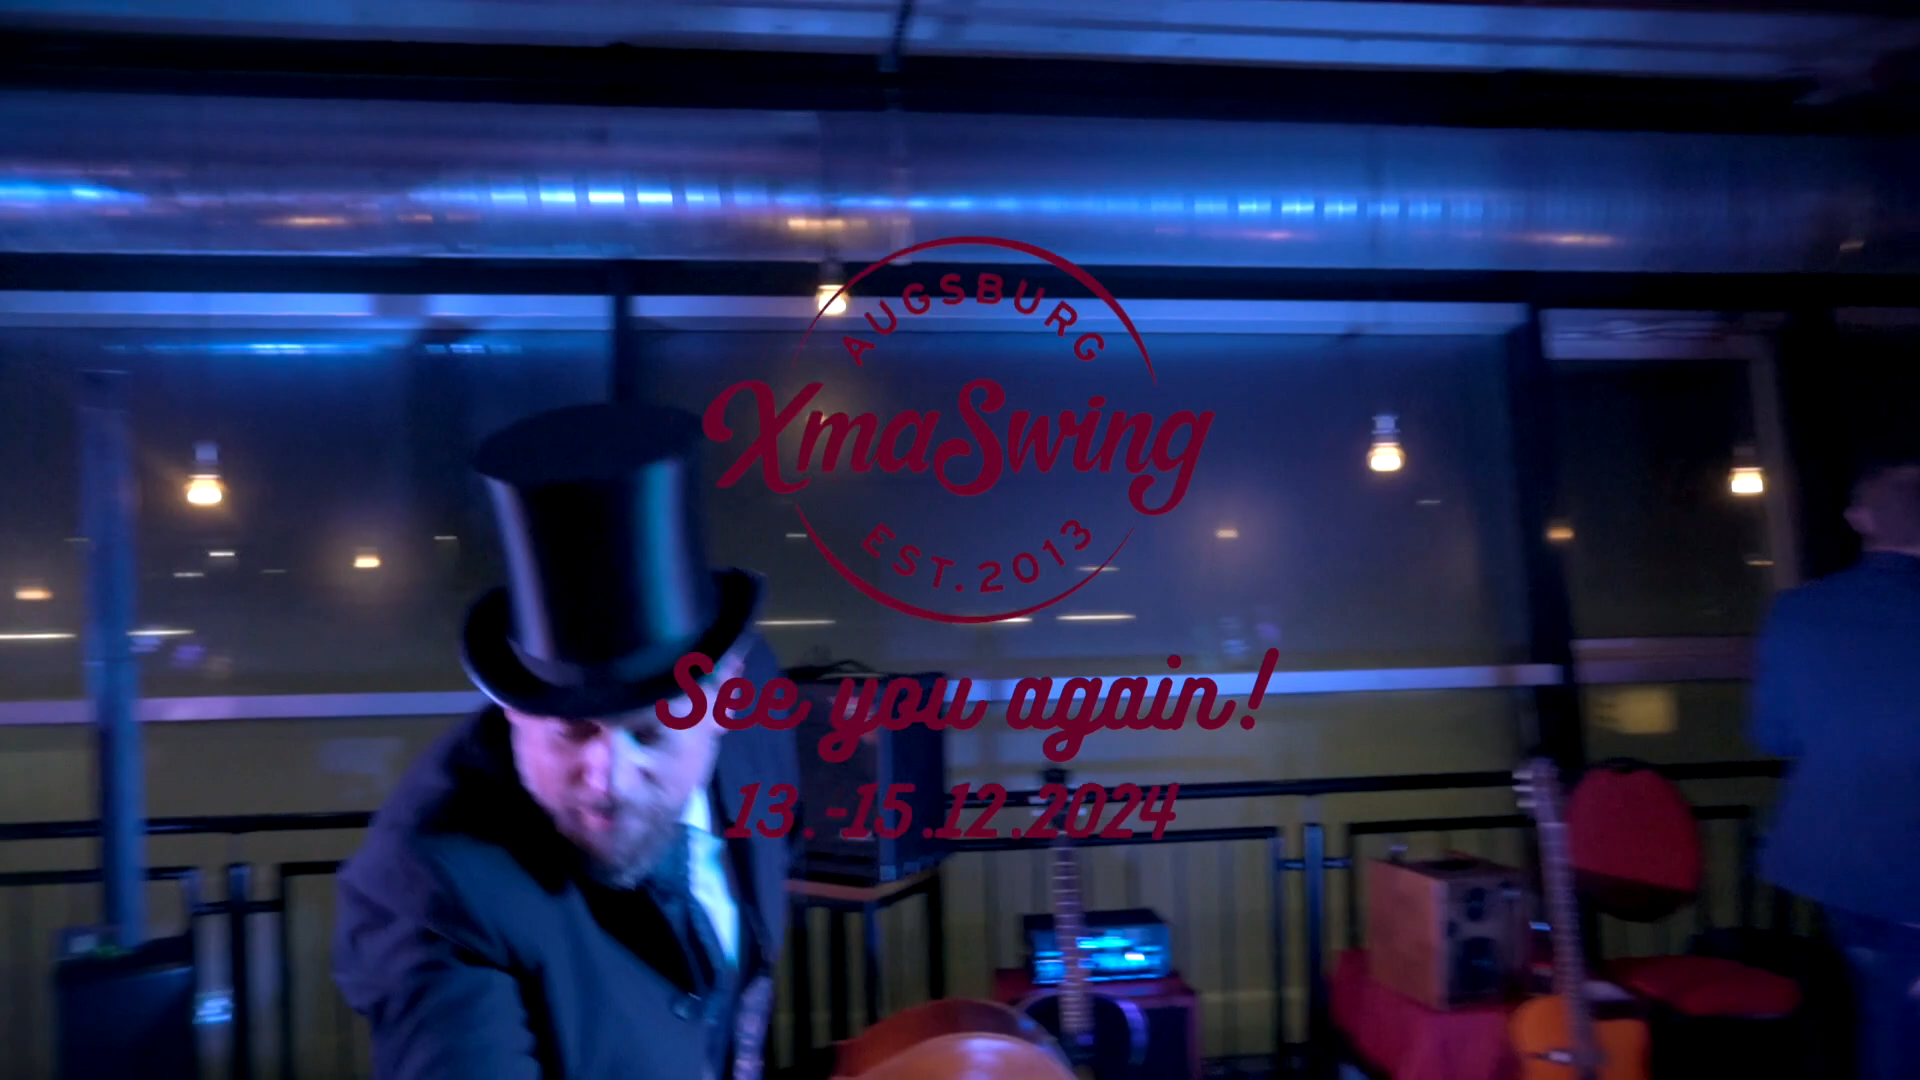 AUGSBURG
XmaSwing
EST. 2013
See you again!
13.-15.12.2024